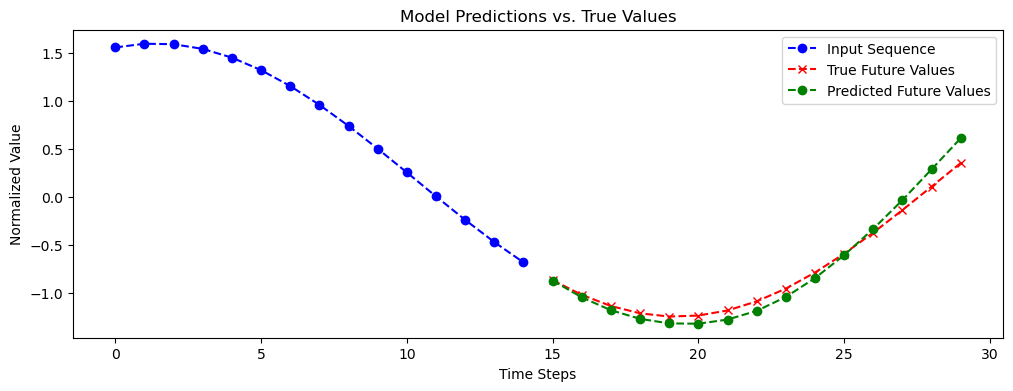 Model Predictions vs. True Values
Input Sequence
True Future Values
Predicted Future Values
Normalized Value
1.5
1.0
0.5
0.0
−0.5
−1.0
0 5 10 15 20 25 30
Time Steps